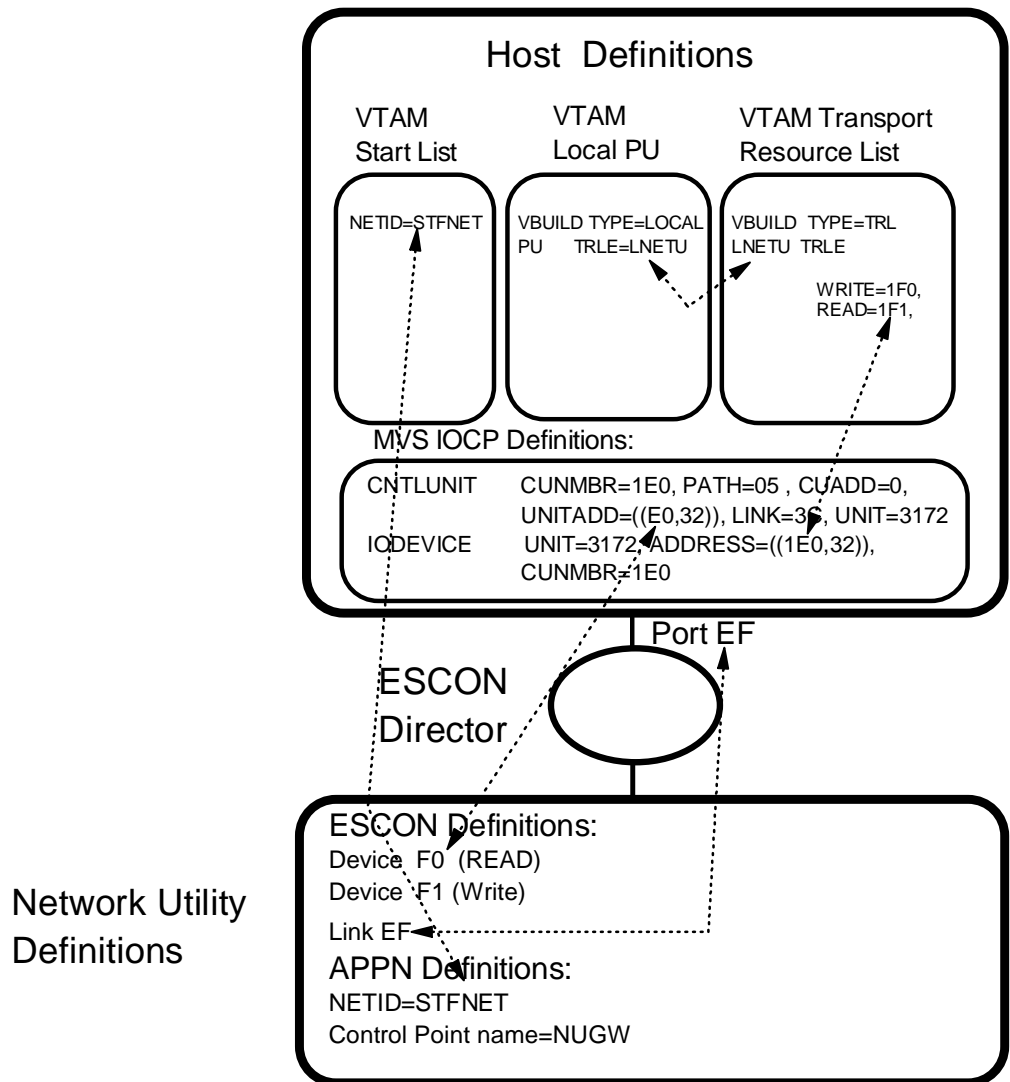 Host Definitions
VTAM
Start List
NETID=STFNET
VTAM
Local PU
VBUILD TYPE=LOCAL
PU TRLE=LNETU
VTAM Transport
Resource List
VBUILD TYPE=TRL
LNETU TRLE
WRITE=1F0,
READ=1F1,
MVS IOCP Definitions:
CNTLUNIT CUNMBR=1E0, PATH=05 , CUADD=0,
UNITADD=((E0,32)), LINK=3C, UNIT=3172
IODEVICE UNIT=3172, ADDRESS=((1E0,32)),
CUNMBR=1E0
Port EF
ESCON
Director
Network Utility
Definitions
ESCON Definitions:
Device F0 (READ)
Device F1 (Write)
Link EF
APPN Definitions:
NETID=STFNET
Control Point name=NUGW